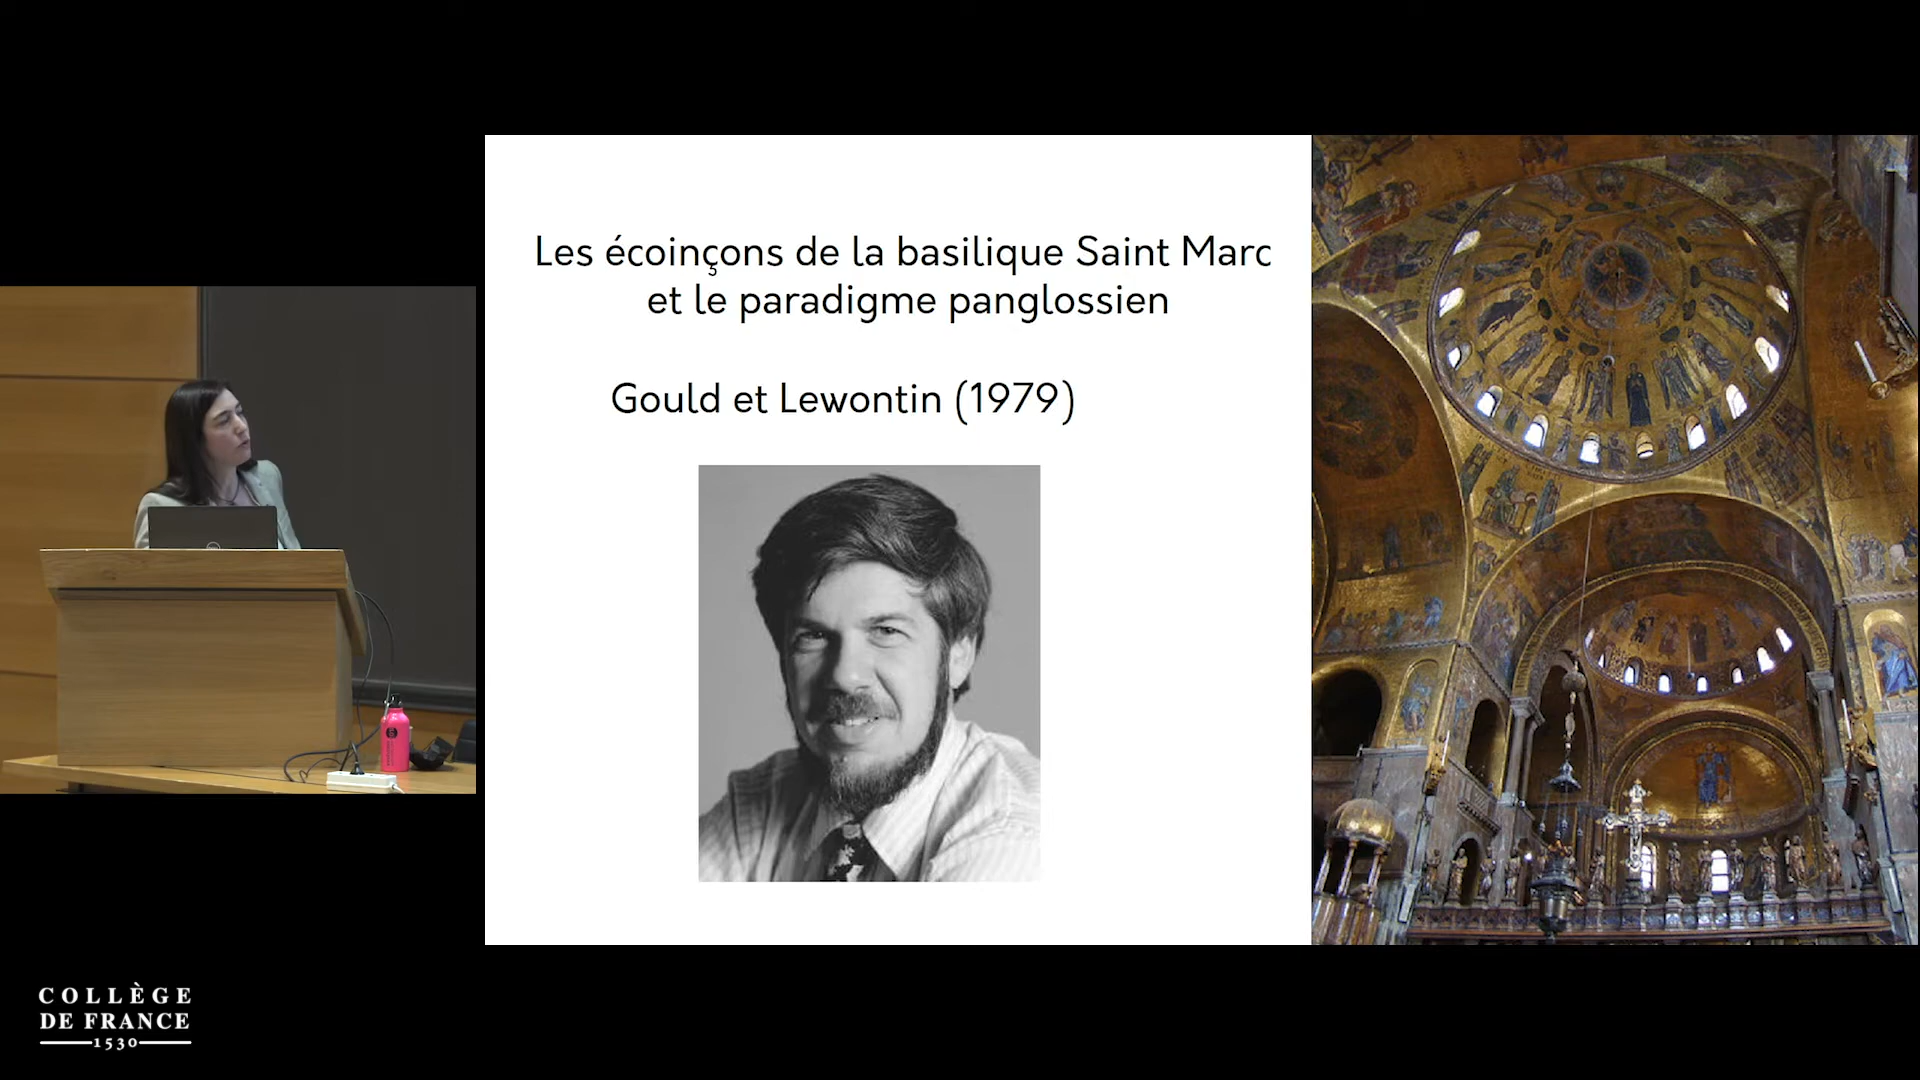 Les écoinçons de la basilique Saint Marc
et le paradigme panglossien
Gould et Lewontin (1979)
COLLÈGE
DE FRANCE
1530